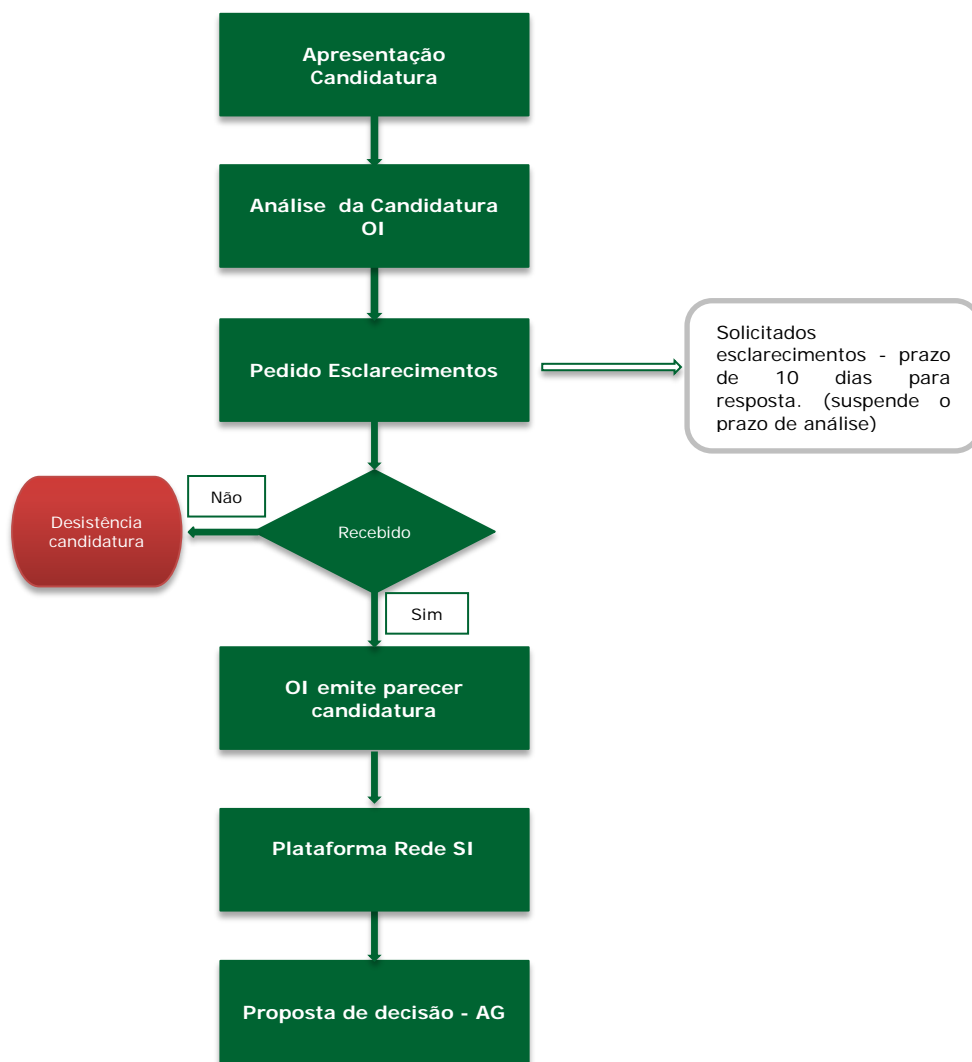 Apresentação
Candidatura
Análise da Candidatura
OI
Pedido Esclarecimentos
Solicitados
esclarecimentos - prazo
de 10 dias para
resposta. (suspende o
prazo de análise)
Não
Desistência
candidatura
Recebido
Sim
OI emite parecer
candidatura
Plataforma Rede SI
Proposta de decisão - AG